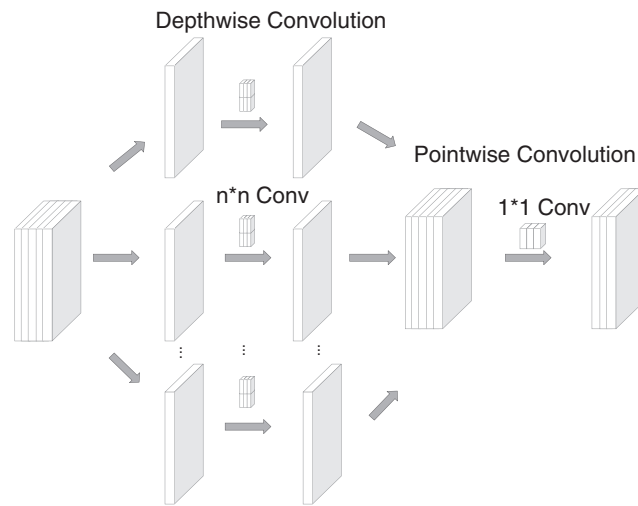 Depthwise Convolution
Pointwise Convolution
n*n Conv
1*1 Conv
...
...
...